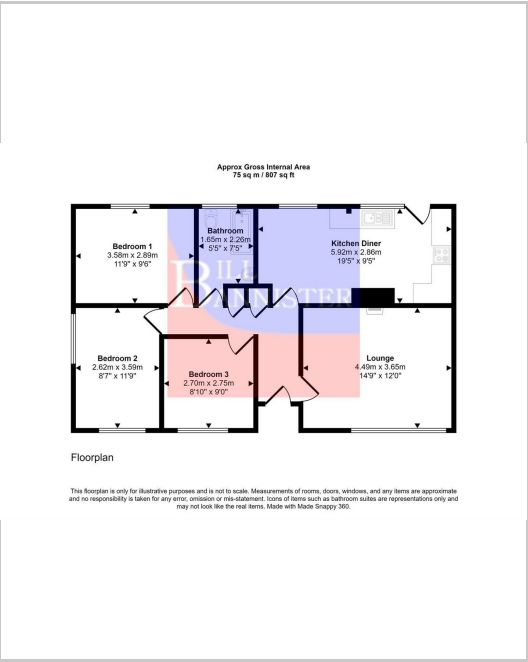 Approx Gross Internal Area
75 sq m / 807 sq ft
Bedroom 1
3.58m x 2.89m
11'9" x 9'6"
Bathroom
1.65m x 2.26m
5'5" x 7'5"
Kitchen Diner
5.92m x 2.86m
19'5" x 9'5"
BILL
BANNISTER
Bedroom 2
2.62m x 3.59m
8'7" x 11'9"
Bedroom 3
2.70m x 2.75m
8'10" x 9'0"
Lounge
4.49m x 3.65m
14'9" x 12'0"
Floorplan
This floorplan is only for illustrative purposes and is not to scale. Measurements of rooms, doors, windows, and any items are approximate
and no responsibility is taken for any error, omission or mis-statement. Icons of items such as bathroom suites are representations only and
may not look like the real items. Made with Made Snappy 360.